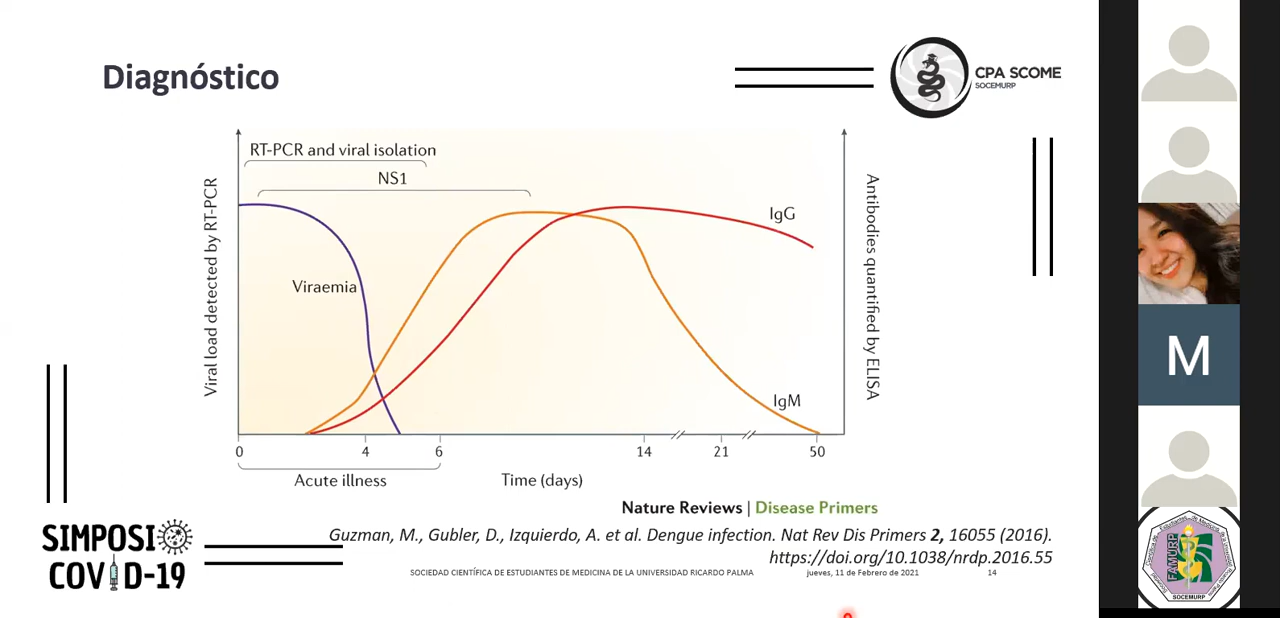 Diagnóstico
CPA SCOME
SOCEMURP
RT-PCR and viral isolation
NS1
Viral load detected by RT-PCR
Antibodies quantified by ELISA
IgG
Viraemia
IgM
0 4 6 14 21 50
Acute illness
Time (days)
Nature Reviews | Disease Primers
Guzman, M., Gubler, D., Izquierdo, A. et al. Dengue infection. Nat Rev Dis Primers 2, 16055 (2016).
https://doi.org/10.1038/nrdp.2016.55
SIMPOSI
COV D-19
SOCIEDAD CIENTÍFICA DE ESTUDIANTES DE MEDICINA DE LA UNIVERSIDAD RICARDO PALMA
jueves, 11 de Febrero de 2021
14
M
FAMURP
SOCEMURP